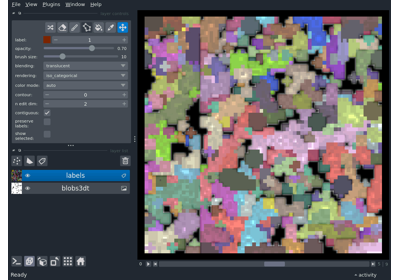 File View Plugins Window Help
label: 1
opacity: 0.70
brush size: 10
blending: translucent
rendering: iso_categorical
color mode: auto
contour: 0
n edit dim: 2
contiguous:
preserve
labels:
show
selected:
labels
blobs3dt
Ready
activity